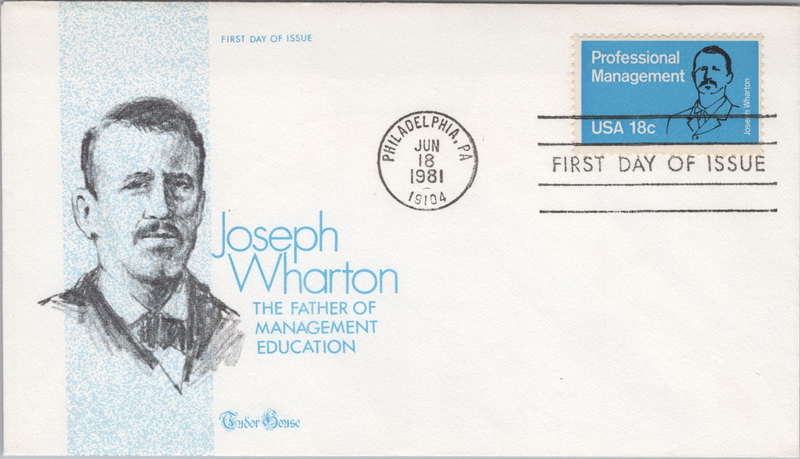 FIRST DAY OF ISSUE
Professional
Management
USA 18c
Joseph Wharton
PHILADELPHIA, PA
JUN
18
1981
19104
FIRST DAY OF ISSUE
Joseph
Wharton
THE FATHER OF
MANAGEMENT
EDUCATION
Tudor House